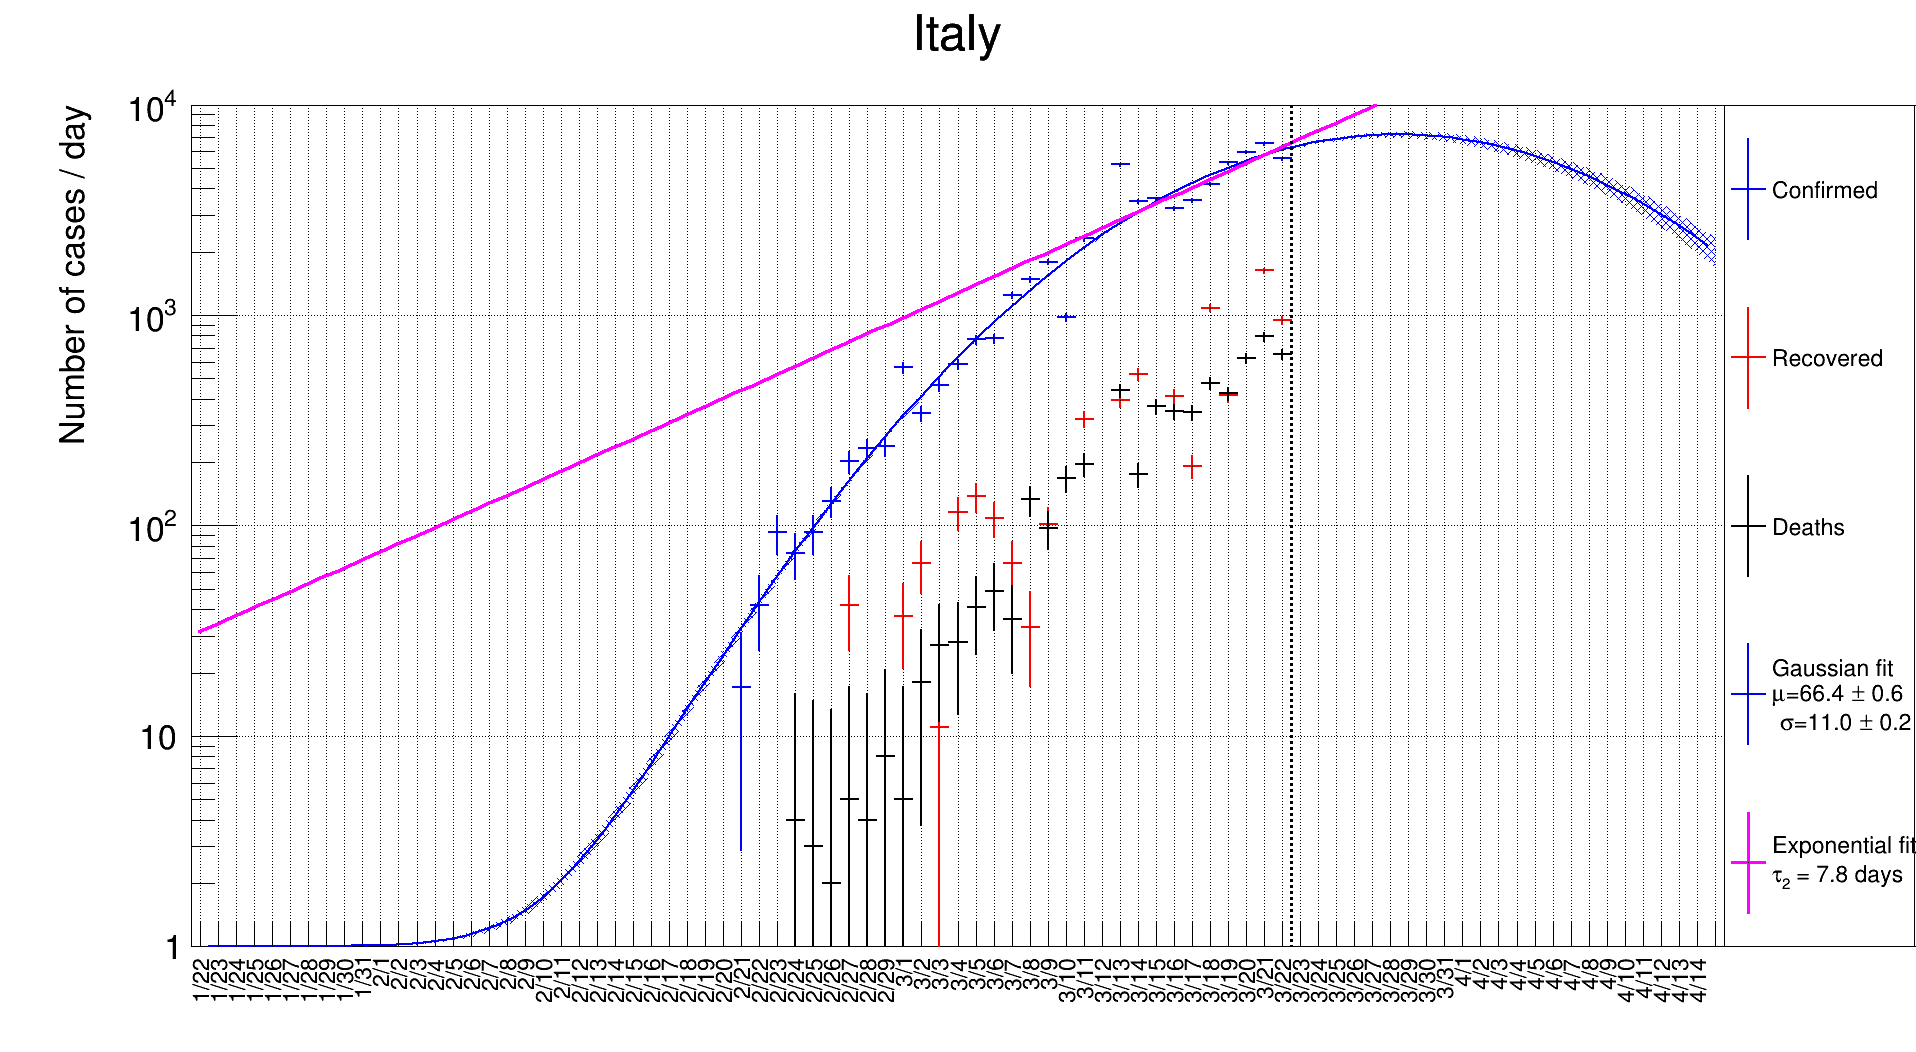 Italy
Number of cases / day
10⁴
10³
10²
10
1
1/22 1/23 1/24 1/25 1/26 1/27 1/28 1/29 1/30 1/31 2/1 2/2 2/3 2/4 2/5 2/6 2/7 2/8 2/9 2/10 2/11 2/12 2/13 2/14 2/15 2/16 2/17 2/18 2/19 2/20 2/21 2/22 2/23 2/24 2/25 2/26 2/27 2/28 2/29 3/1 3/2 3/3 3/4 3/5 3/6 3/7 3/8 3/9 3/10 3/11 3/12 3/13 3/14 3/15 3/16 3/17 3/18 3/19 3/20 3/21 3/22 3/23 3/24 3/25 3/26 3/27 3/28 3/29 3/30 3/31 4/1 4/2 4/3 4/4 4/5 4/6 4/7 4/8 4/9 4/10 4/11 4/12 4/13 4/14
Confirmed
Recovered
Deaths
Gaussian fit
μ=66.4 ± 0.6
σ=11.0 ± 0.2
Exponential fit
τ₂ = 7.8 days